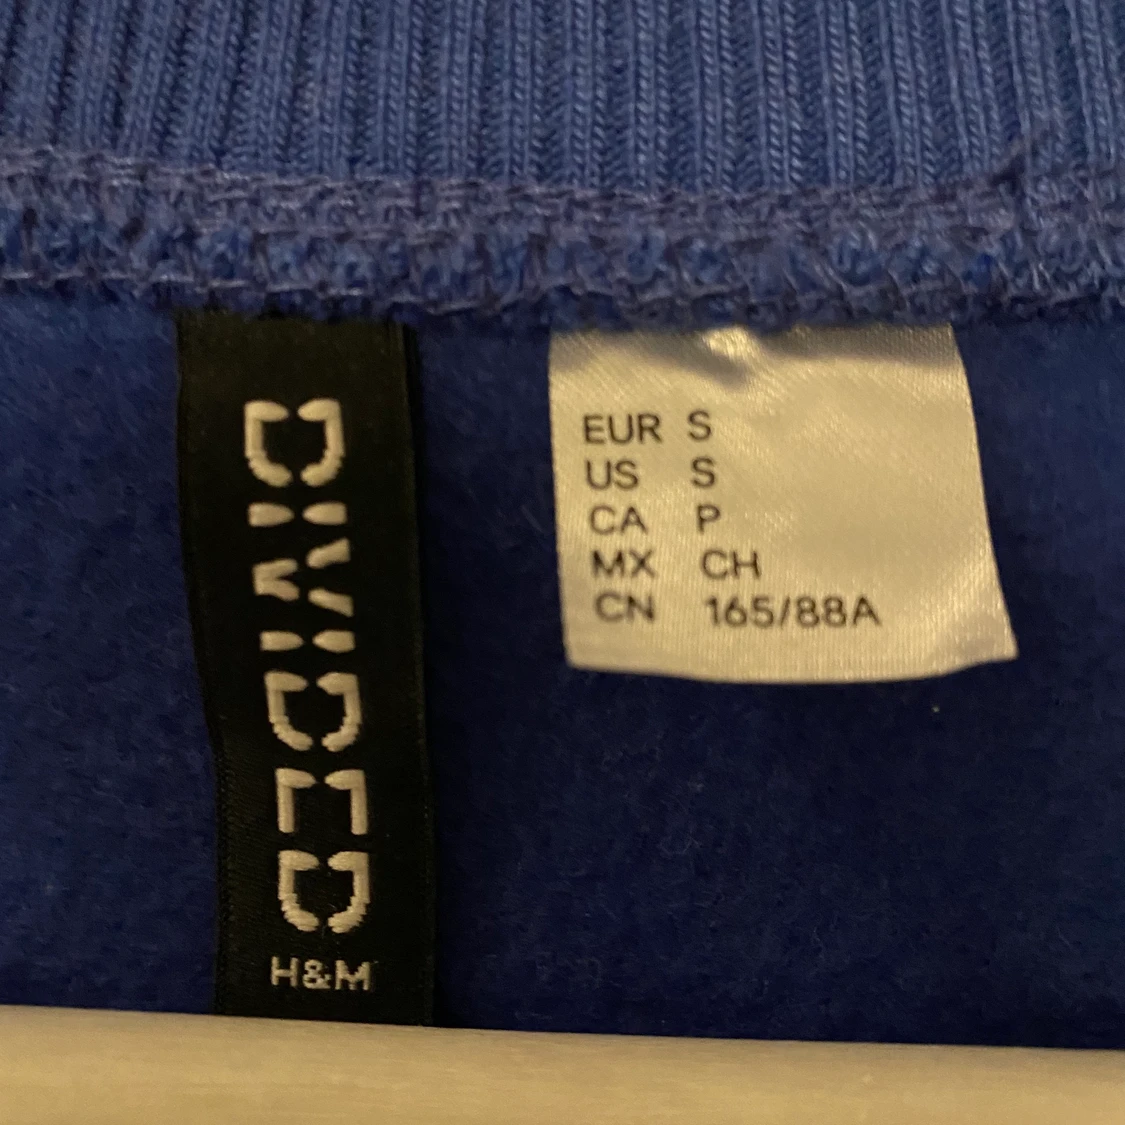 DIVIDED
H&M
EUR S
US S
CA P
MX CH
CN 165/88A